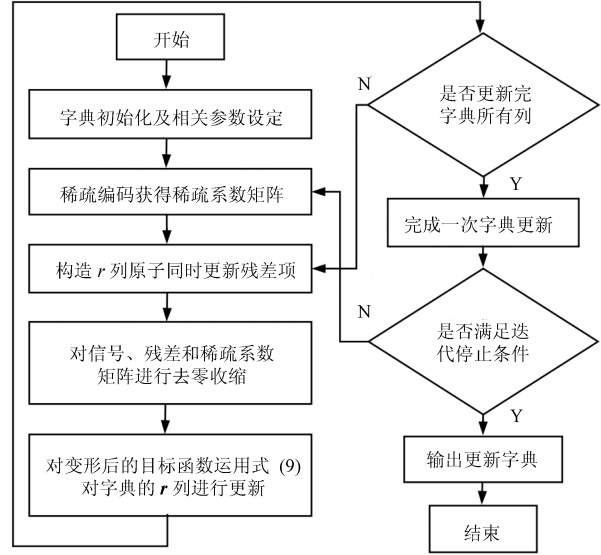 开始
字典初始化及相关参数设定
稀疏编码获得稀疏系数矩阵
构造 r 列原子同时更新残差项
对信号、残差和稀疏系数
矩阵进行去零收缩
对变形后的目标函数运用式 (9)
对字典的 r 列进行更新
是否更新完
字典所有列
N
Y
完成一次字典更新
是否满足迭
代停止条件
N
Y
输出更新字典
结束